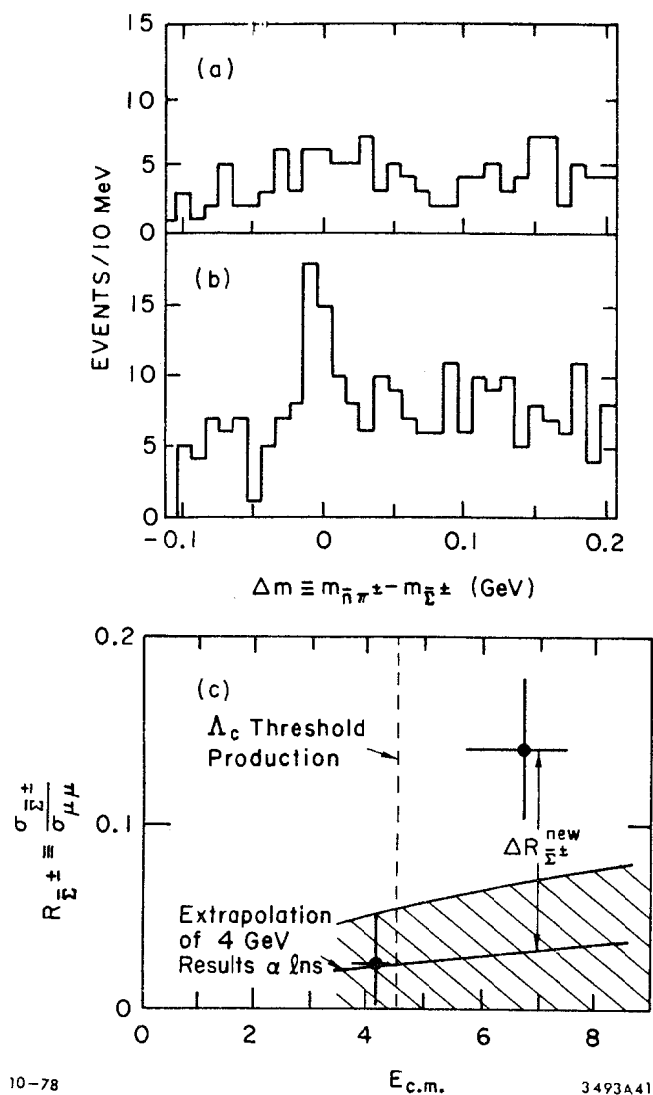 15
(a)
10
5
0
EVENTS/10 MeV
(b)
15
10
5
0
-0.1 0 0.1 0.2
Δm ≡ m_{n̄π±} − m_{Σ̄±} (GeV)
0.2
(c)
Λc Threshold
Production
0.1
R_{Σ̄±} ≡ σ_{Σ̄±}/σ_{μμ}
ΔR^{new}_{Σ̄±}
Extrapolation
of 4 GeV
Results α lns
0
0 2 4 6 8
E_{c.m.}
10-78
3493A41